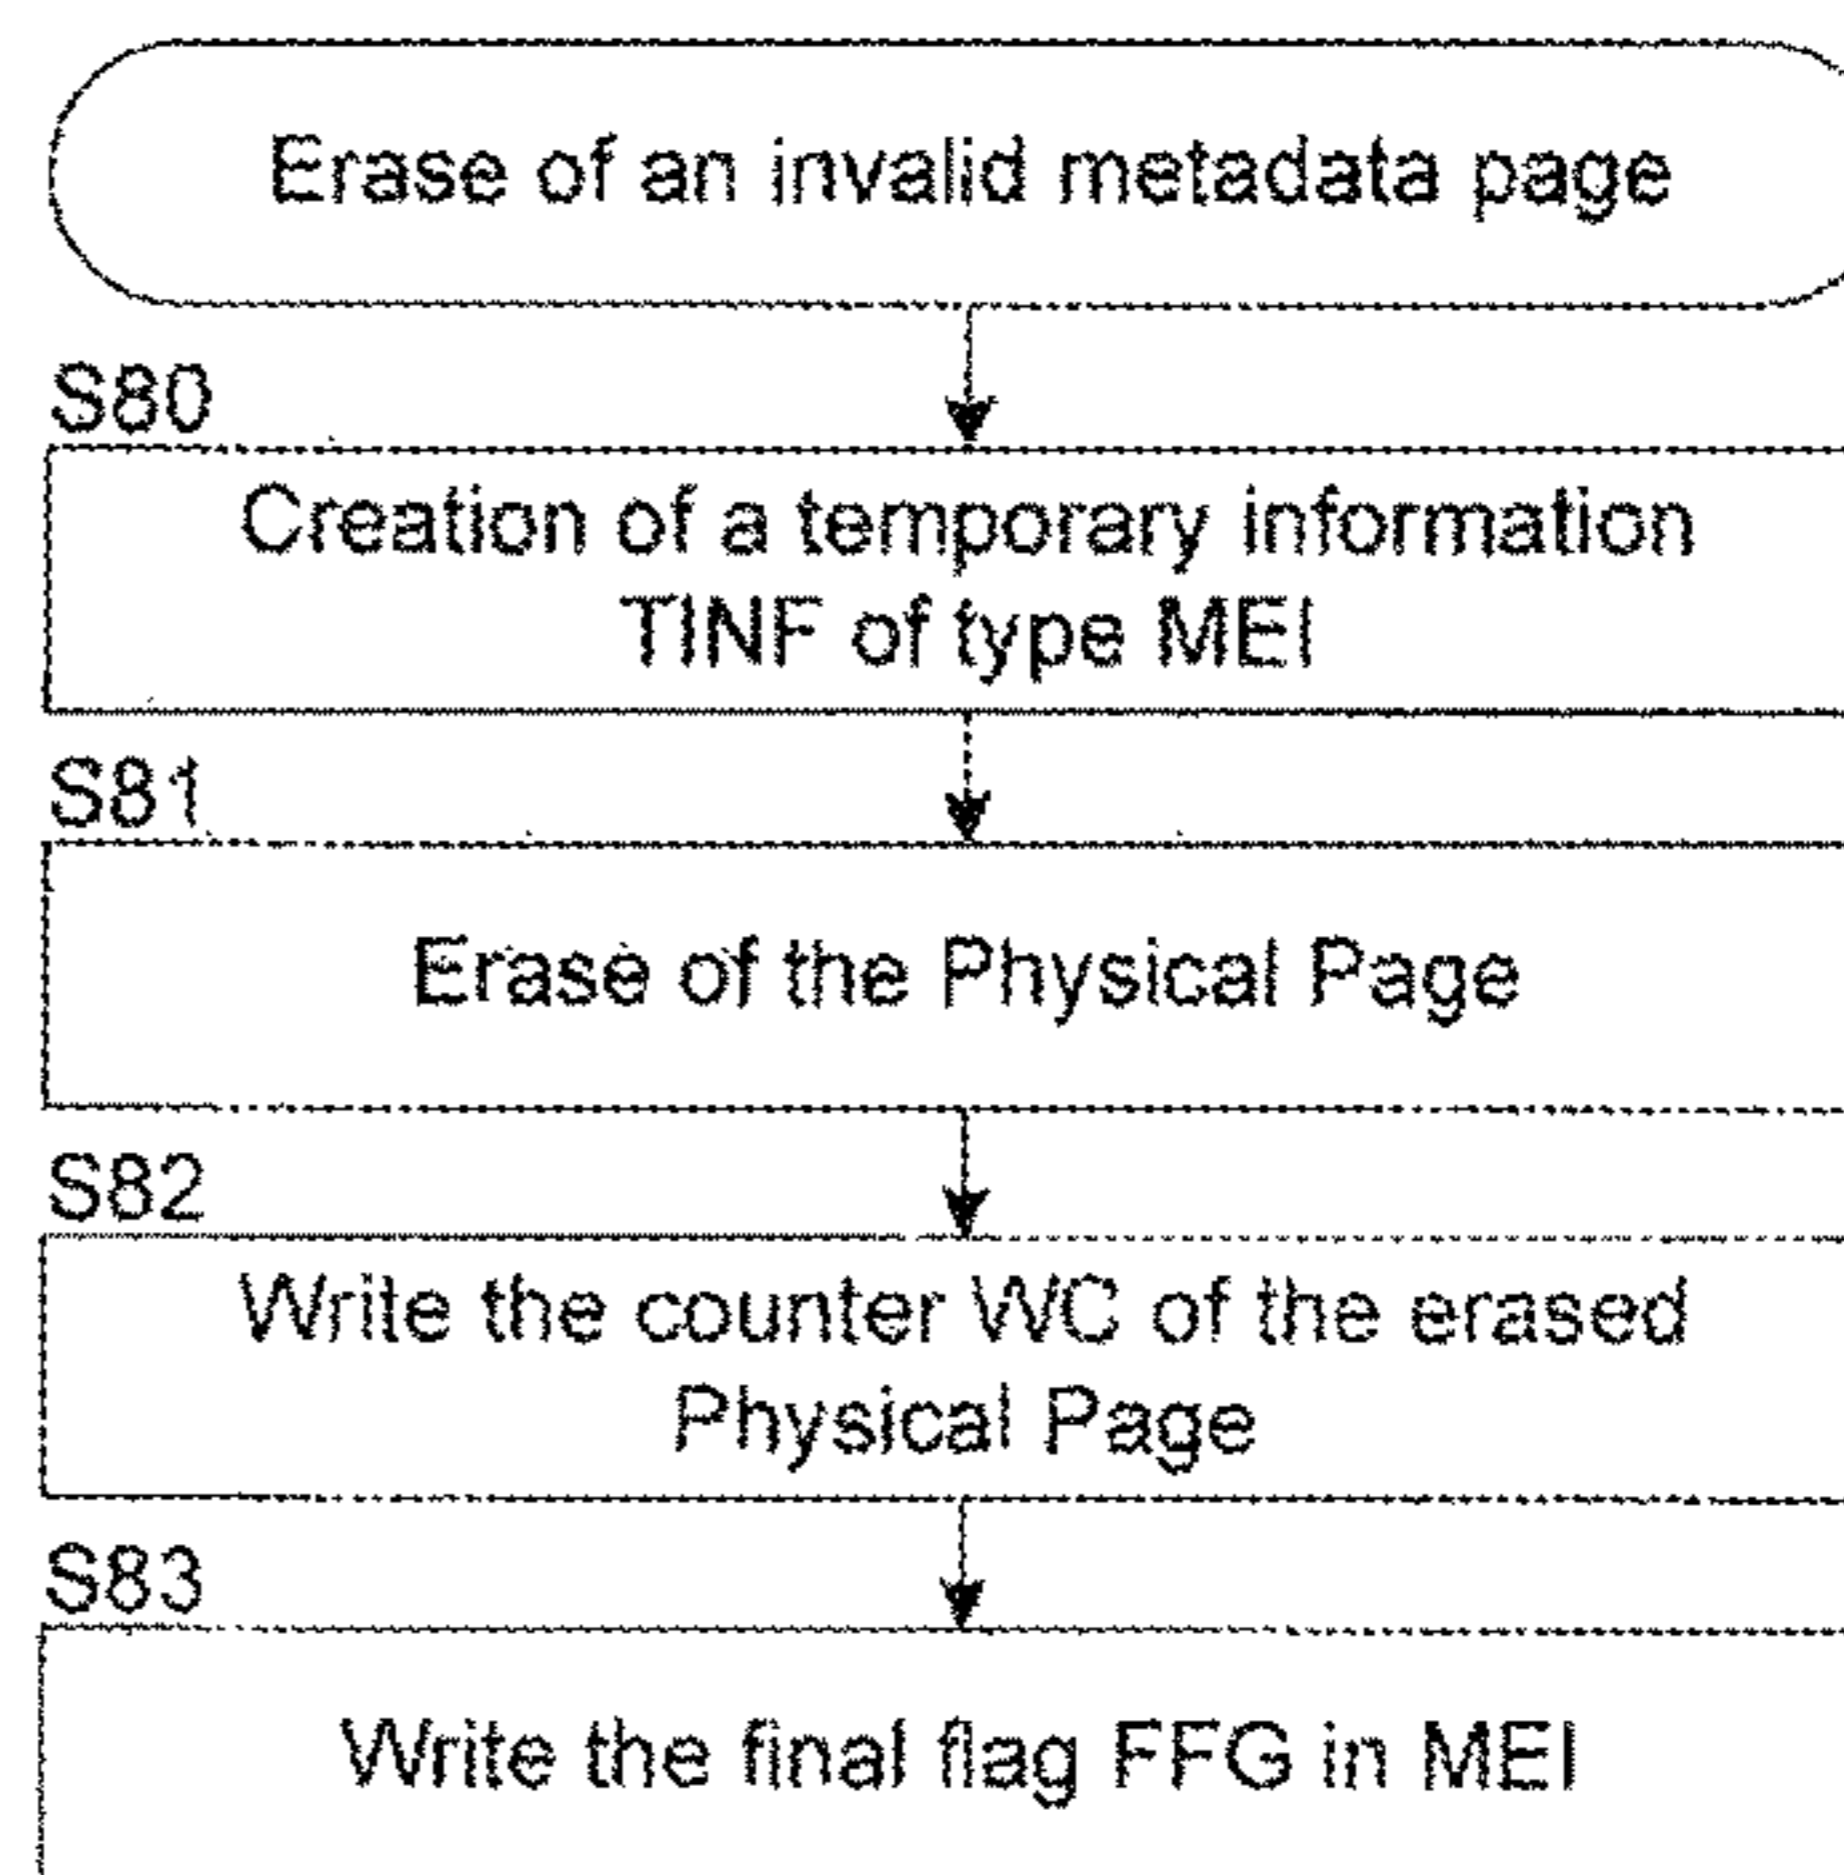 Erase of an invalid metadata page
S80
Creation of a temporary information
TINF of type MEI
S81
Erase of the Physical Page
S82
Write the counter WC of the erased
Physical Page
S83
Write the final flag FFG in MEI